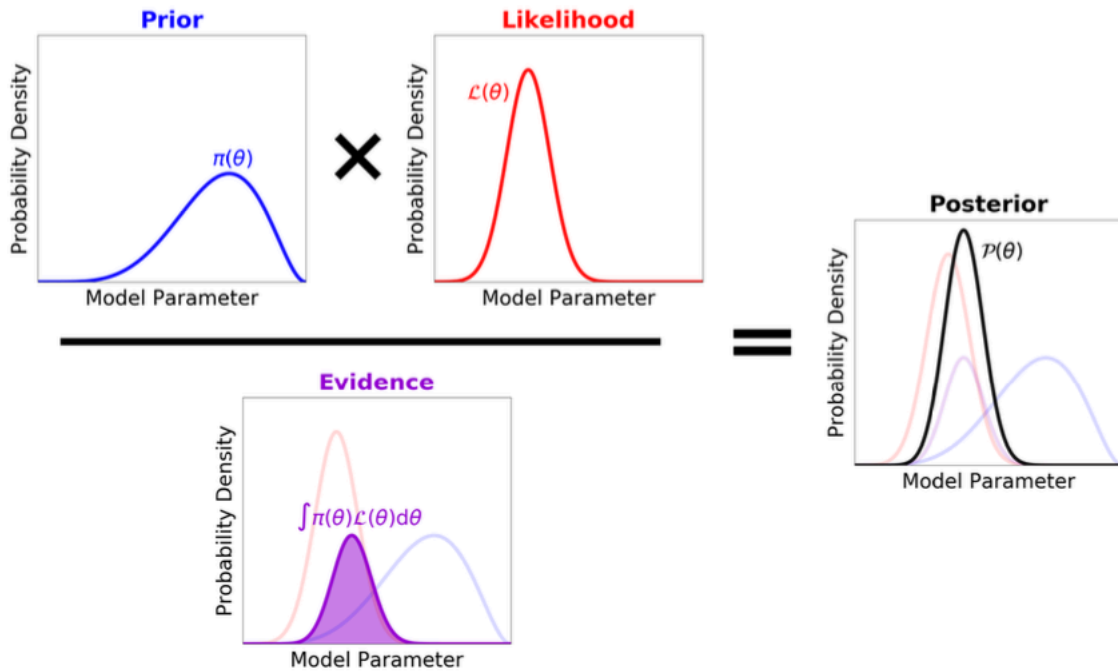 Prior
Probability Density
π(θ)
Model Parameter
×
Likelihood
Probability Density
ℒ(θ)
Model Parameter
Evidence
Probability Density
∫π(θ)ℒ(θ)dθ
Model Parameter
=
Posterior
Probability Density
𝒫(θ)
Model Parameter